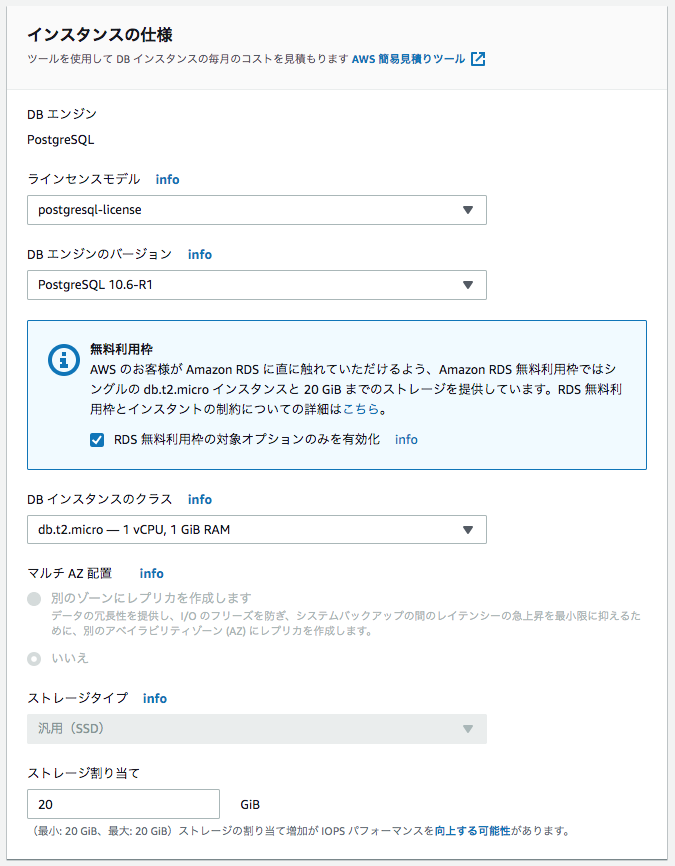 インスタンスの仕様
ツールを使用して DB インスタンスの毎月のコストを見積もります AWS 簡易見積りツール
DB エンジン
PostgreSQL
ラインセンスモデル info
postgresql-license
DB エンジンのバージョン info
PostgreSQL 10.6-R1
無料利用枠
AWS のお客様が Amazon RDS に直に触れていただけるよう、Amazon RDS 無料利用枠ではシ
ングルの db.t2.micro インスタンスと 20 GiB までのストレージを提供しています。RDS 無料利
用枠とインスタントの制約についての詳細はこちら。
RDS 無料利用枠の対象オプションのみを有効化 info
DB インスタンスのクラス info
db.t2.micro — 1 vCPU, 1 GiB RAM
マルチ AZ 配置 info
別のゾーンにレプリカを作成します
データの冗長性を提供し、I/O のフリーズを防ぎ、システムバックアップの間のレイテンシーの急上昇を最小限に抑えるた
めに、別のアベイラビリティゾーン (AZ) にレプリカを作成します。
いいえ
ストレージタイプ info
汎用（SSD）
ストレージ割り当て
20 GiB
（最小: 20 GiB、最大: 20 GiB）ストレージの割り当て増加が IOPS パフォーマンスを向上する可能性があります。